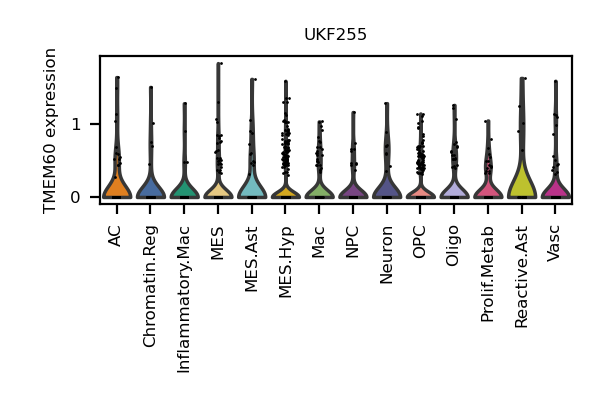 UKF255
TMEM60 expression
1
0
AC
Chromatin.Reg
Inflammatory.Mac
MES
MES.Ast
MES.Hyp
Mac
NPC
Neuron
OPC
Oligo
Prolif.Metab
Reactive.Ast
Vasc